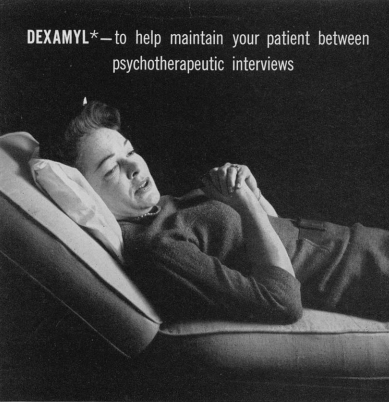 DEXAMYL*—to help maintain your patient between
psychotherapeutic interviews